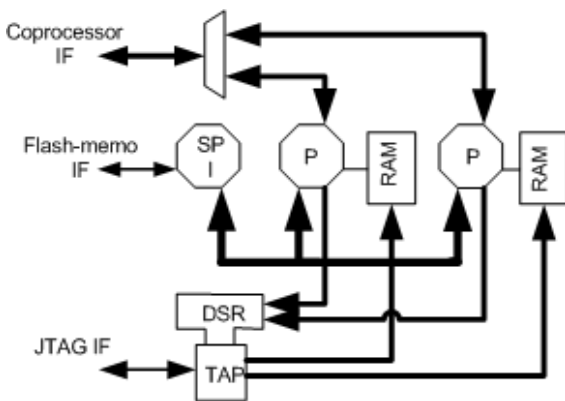 Coprocessor
IF
Flash-memo
IF
SP
I
P
RAM
P
RAM
DSR
JTAG IF
TAP